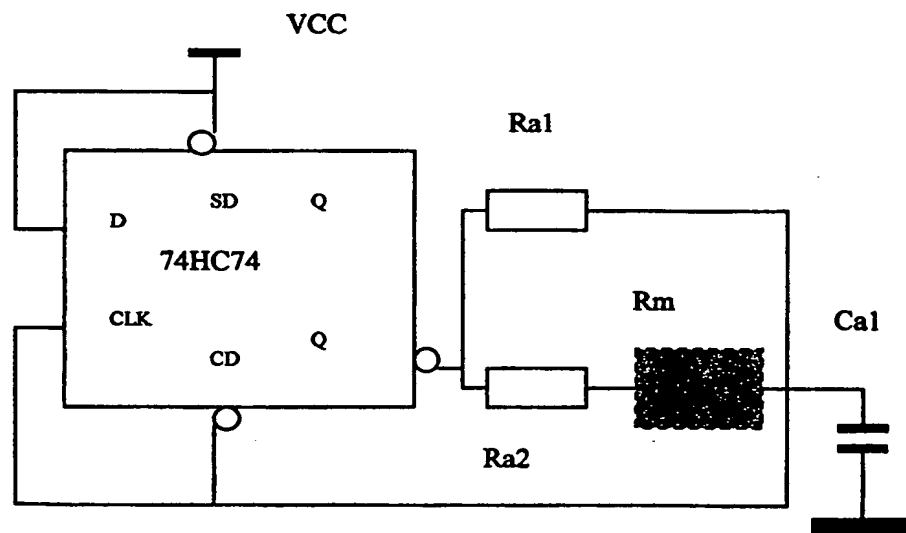 VCC
Ra1
SD Q
D
74HC74
Rm
CLK
Ca1
CD Q
Ra2